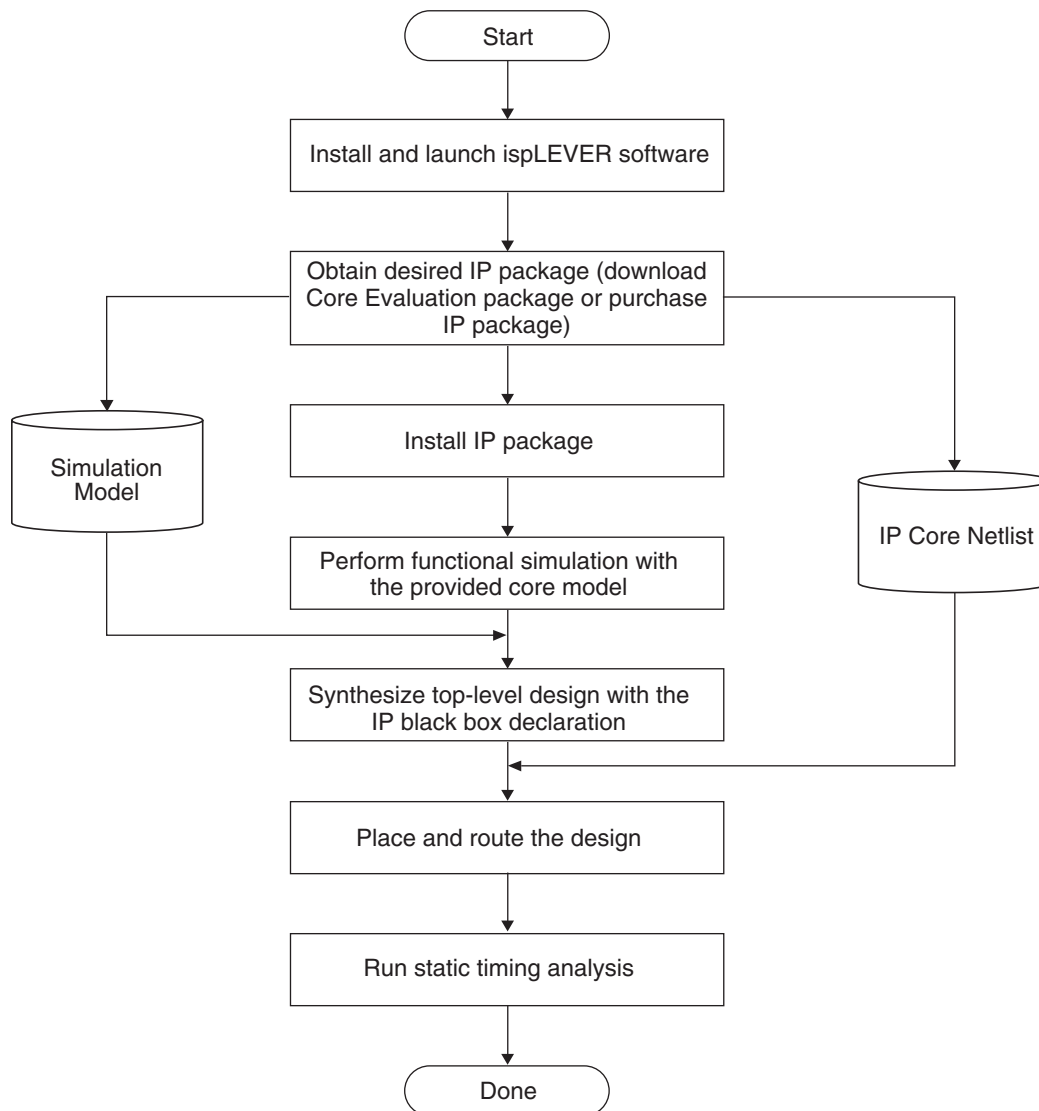 Start
Install and launch ispLEVER software
Obtain desired IP package (download
Core Evaluation package or purchase
IP package)
Install IP package
Simulation
Model
IP Core Netlist
Perform functional simulation with
the provided core model
Synthesize top-level design with the
IP black box declaration
Place and route the design
Run static timing analysis
Done